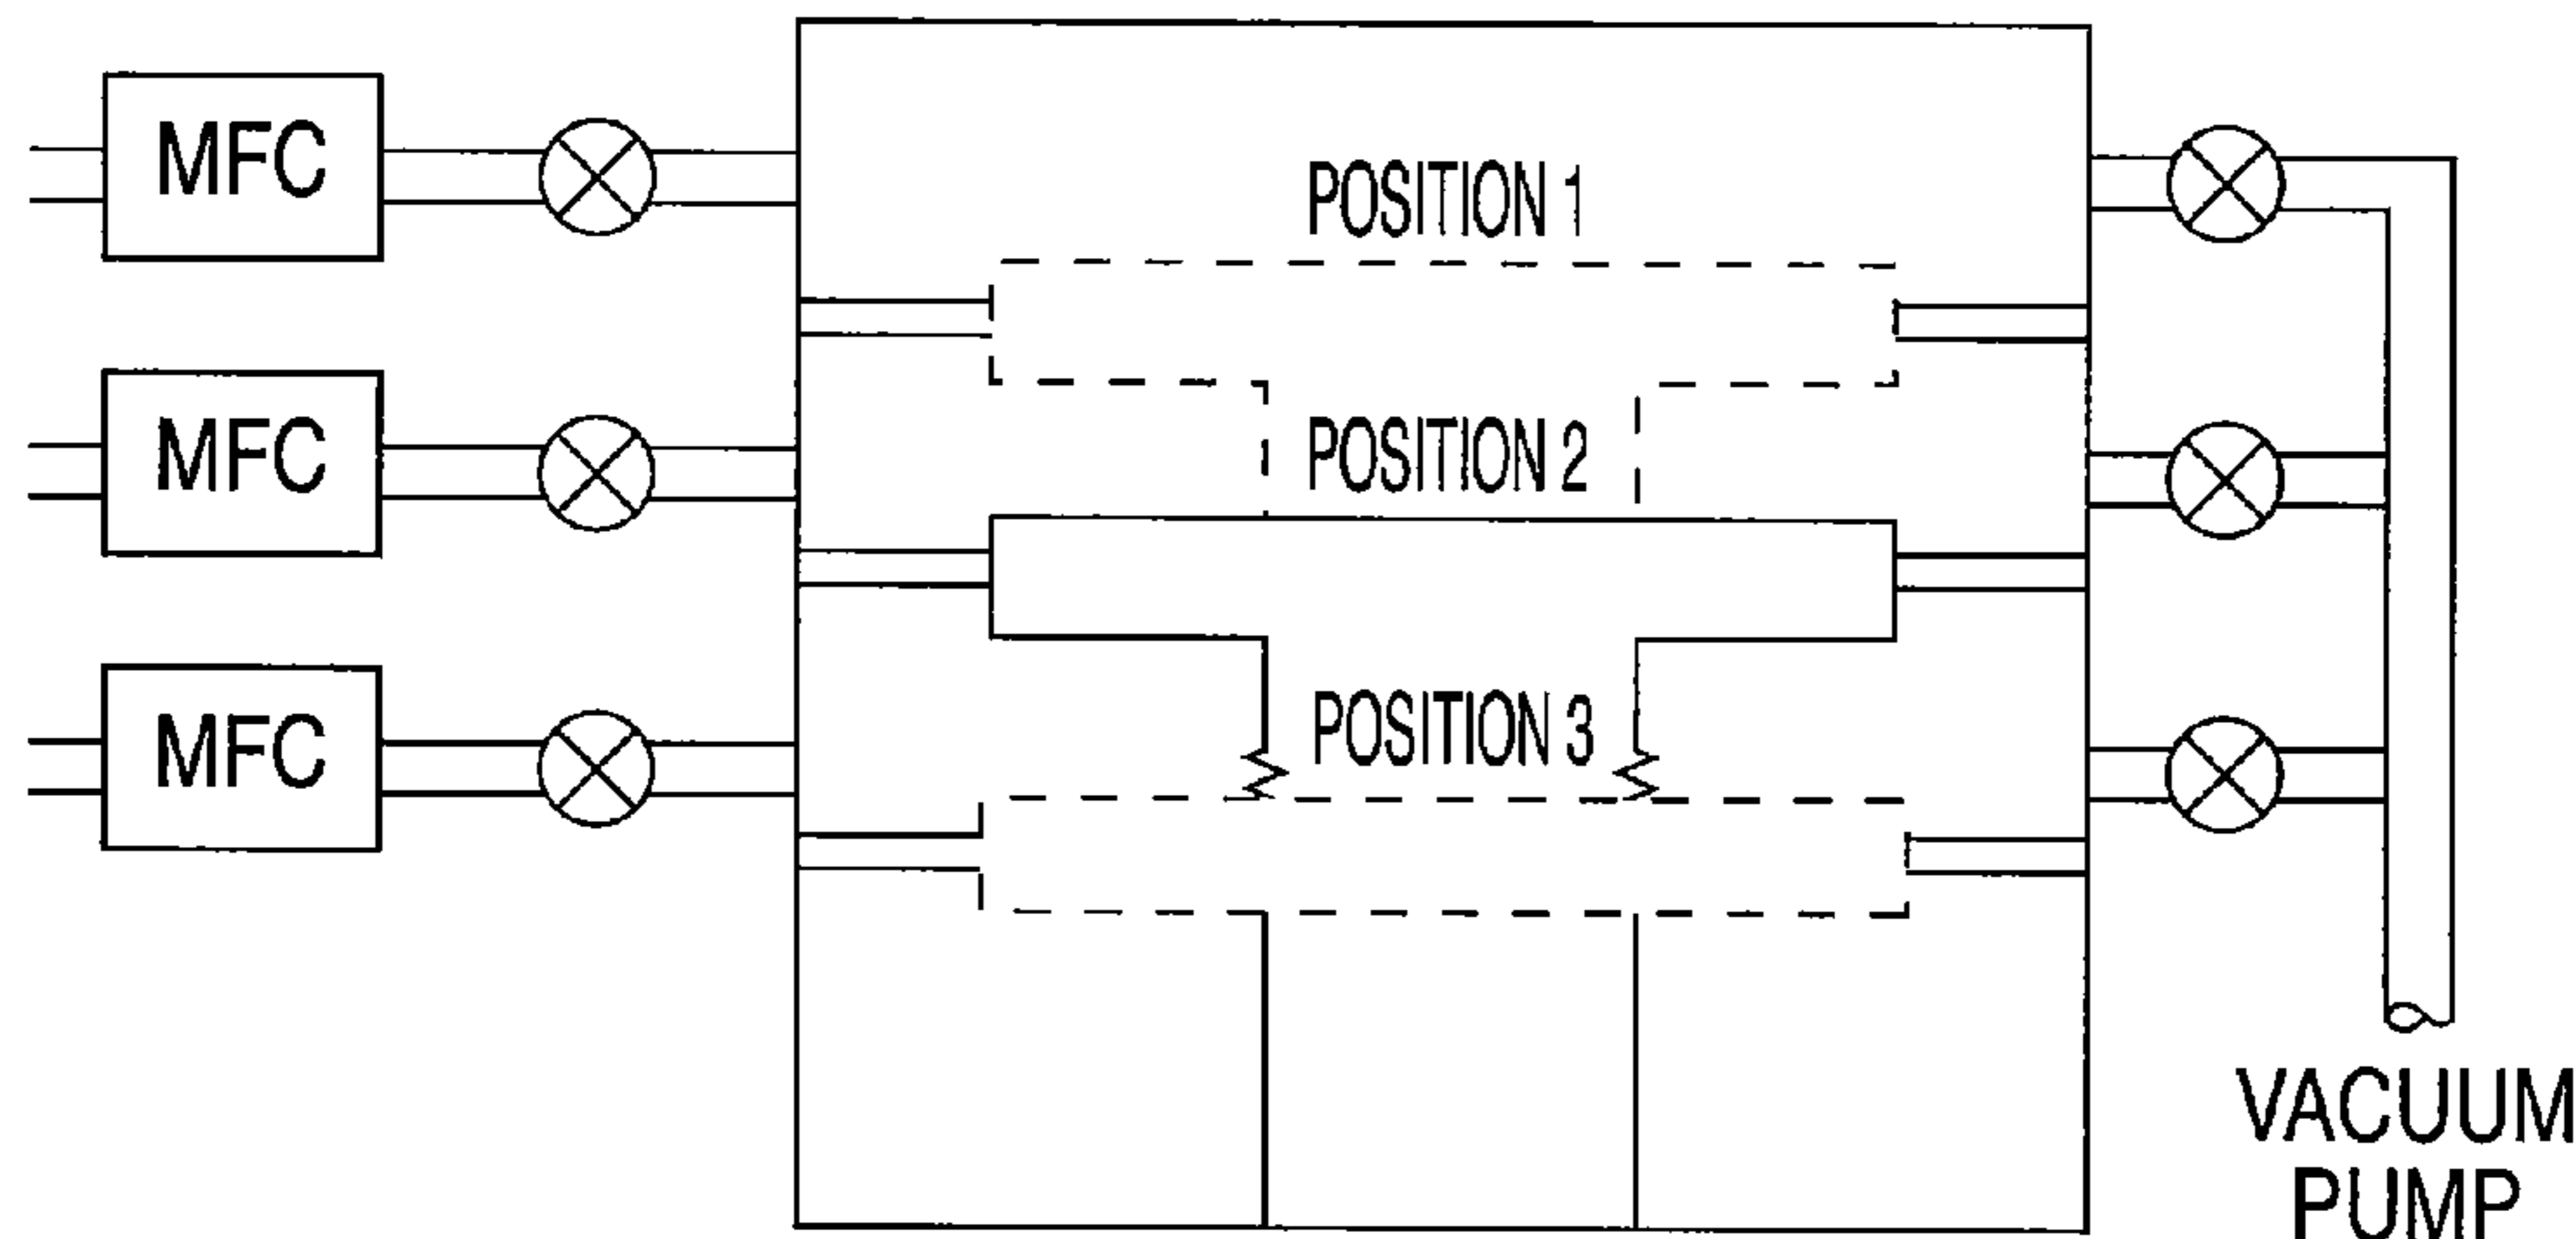 MFC
POSITION 1
MFC
POSITION 2
MFC
POSITION 3
VACUUM
PUMP